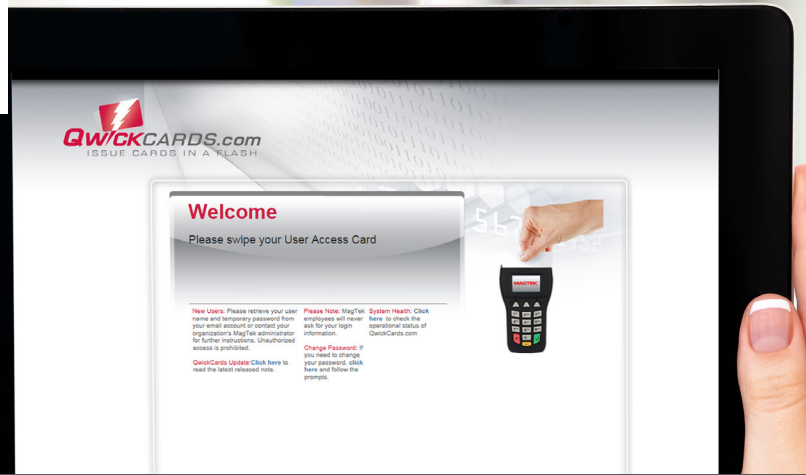 QWICKCARDS.com
ISSUE CARDS IN A FLASH
Welcome
Please swipe your User Access Card
New Users: Please retrieve your user
name and temporary password from
your email account or contact your
organization's MagTek administrator
for further instructions. Unauthorized
access is prohibited.
QwickCards Update:Click here to
read the latest released note.
Please Note: MagTek
employees will never
ask for your login
information.
Change Password: If
you need to change
your password, click
here and follow the
prompts.
System Health: Click
here to check the
operational status of
QwickCards.com
MAGTEK